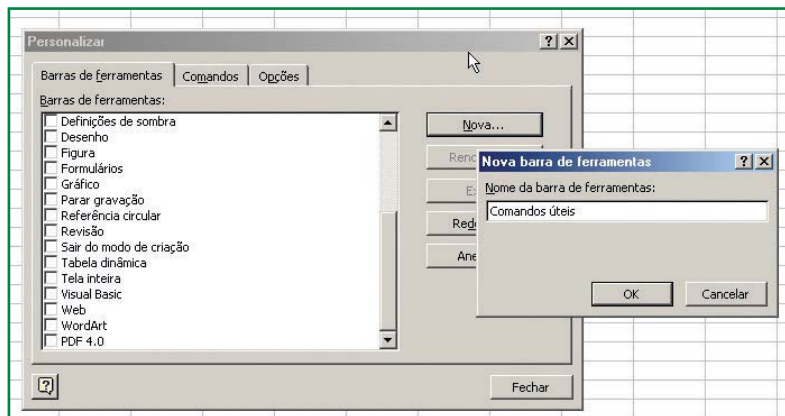 Personalizar
Barras de ferramentas
Comandos
Opções
Barras de ferramentas:
Definições de sombra
Desenho
Figura
Formulários
Gráfico
Parar gravação
Referência circular
Revisão
Sair do modo de criação
Tabela dinâmica
Tela inteira
Visual Basic
Web
WordArt
PDF 4.0
Nova...
Fechar
Nova barra de ferramentas
Nome da barra de ferramentas:
Comandos úteis
OK
Cancelar